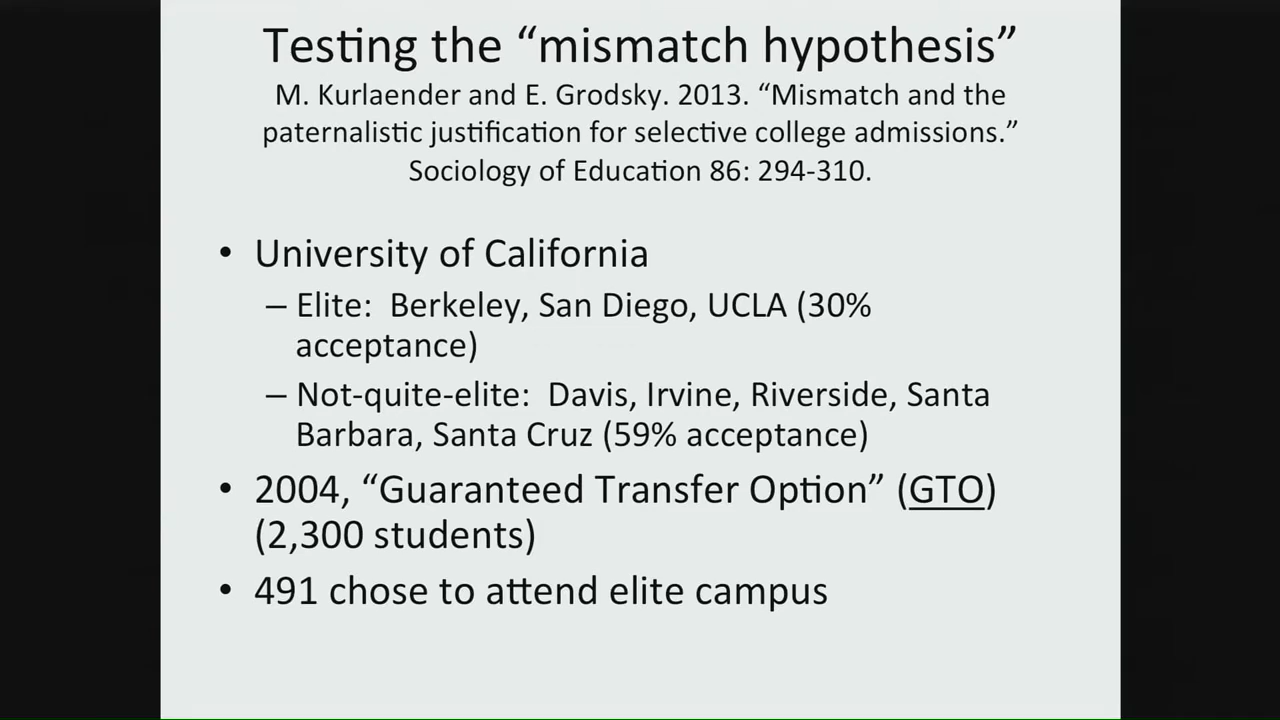 Testing the “mismatch hypothesis”
M. Kurlaender and E. Grodsky. 2013. “Mismatch and the
paternalistic justification for selective college admissions.”
Sociology of Education 86: 294-310.
• University of California
– Elite:  Berkeley, San Diego, UCLA (30%
acceptance)
– Not-quite-elite:  Davis, Irvine, Riverside, Santa
Barbara, Santa Cruz (59% acceptance)
• 2004, “Guaranteed Transfer Option” (GTO)
(2,300 students)
• 491 chose to attend elite campus